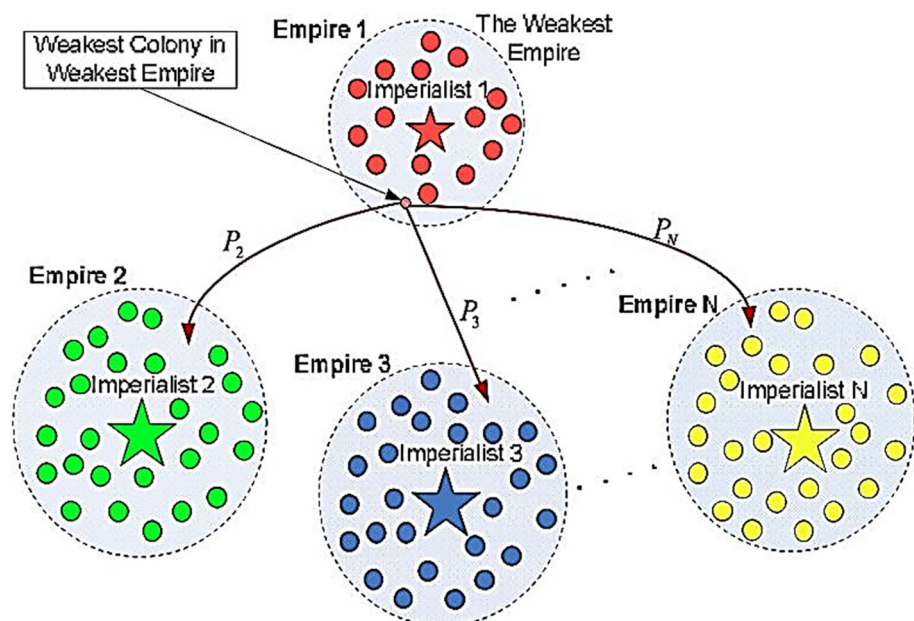 Empire 1
The Weakest
Empire
Weakest Colony in
Weakest Empire
Imperialist 1
P2
PN
Empire 2
P3
Empire N
Empire 3
Imperialist 2
Imperialist N
Imperialist 3